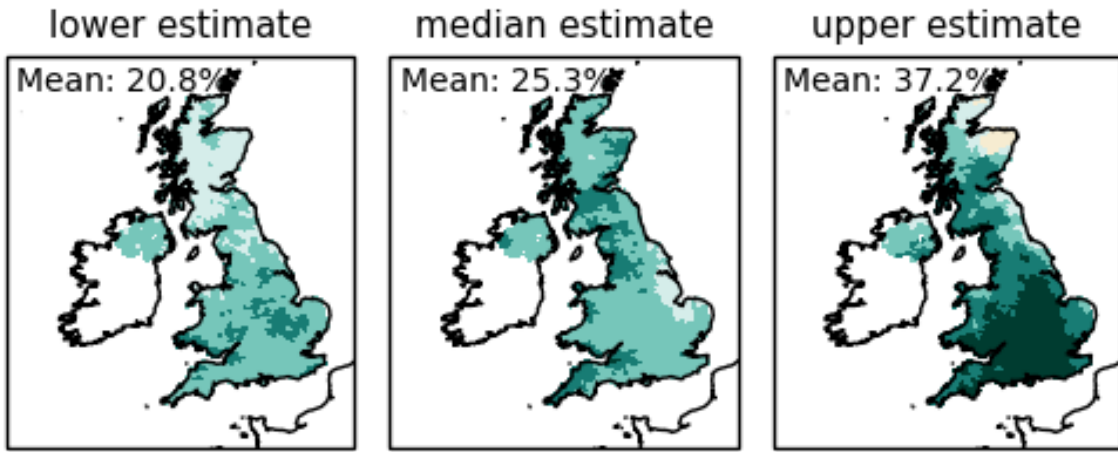 lower estimate
median estimate
upper estimate
Mean: 20.8%
Mean: 25.3%
Mean: 37.2%